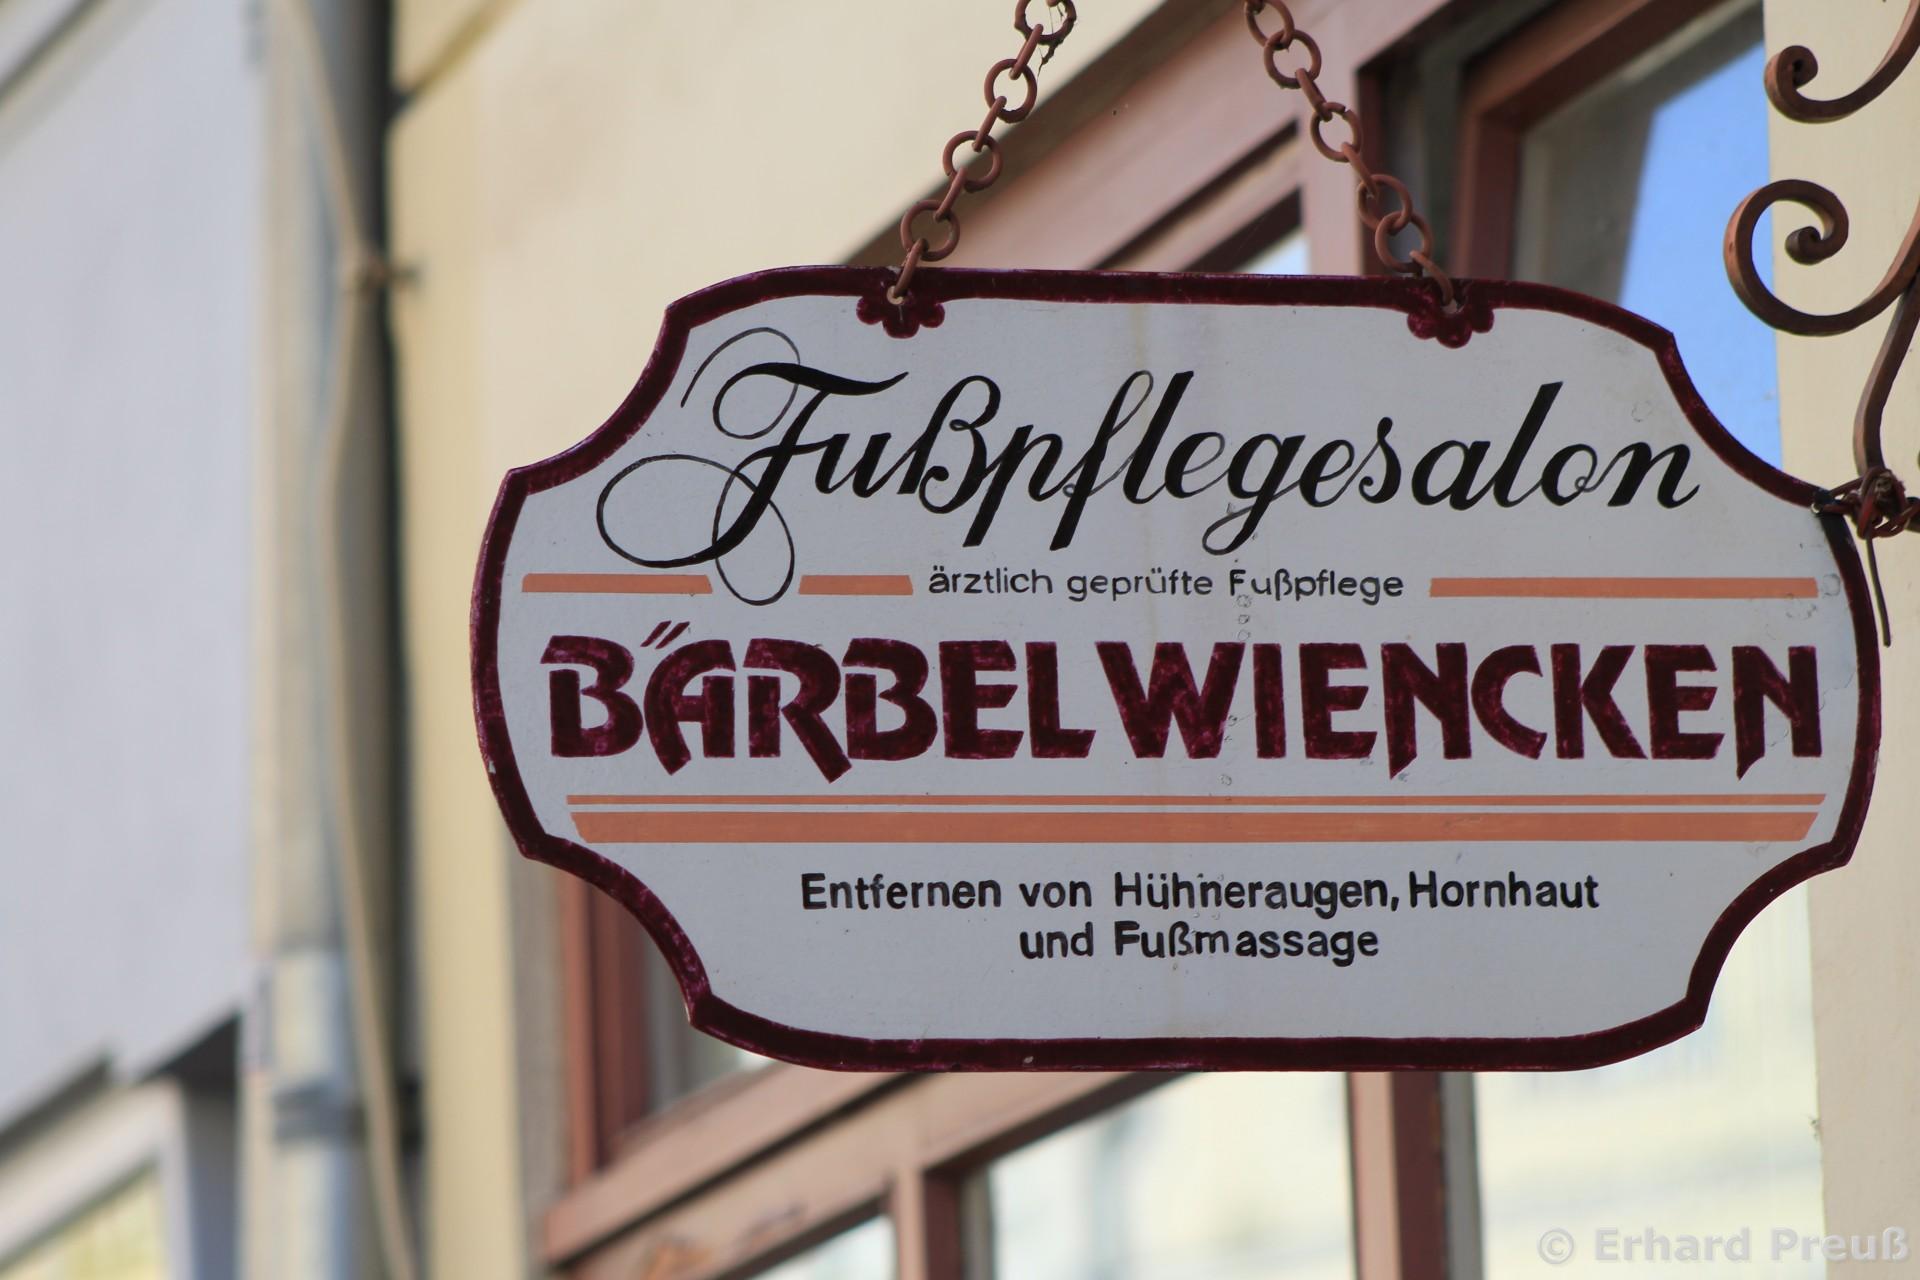 Fußpflegesalon
ärztlich geprüfte Fußpflege
BÄRBEL WIENCKEN
Entfernen von Hühneraugen, Hornhaut
und Fußmassage
© Erhard Preuß